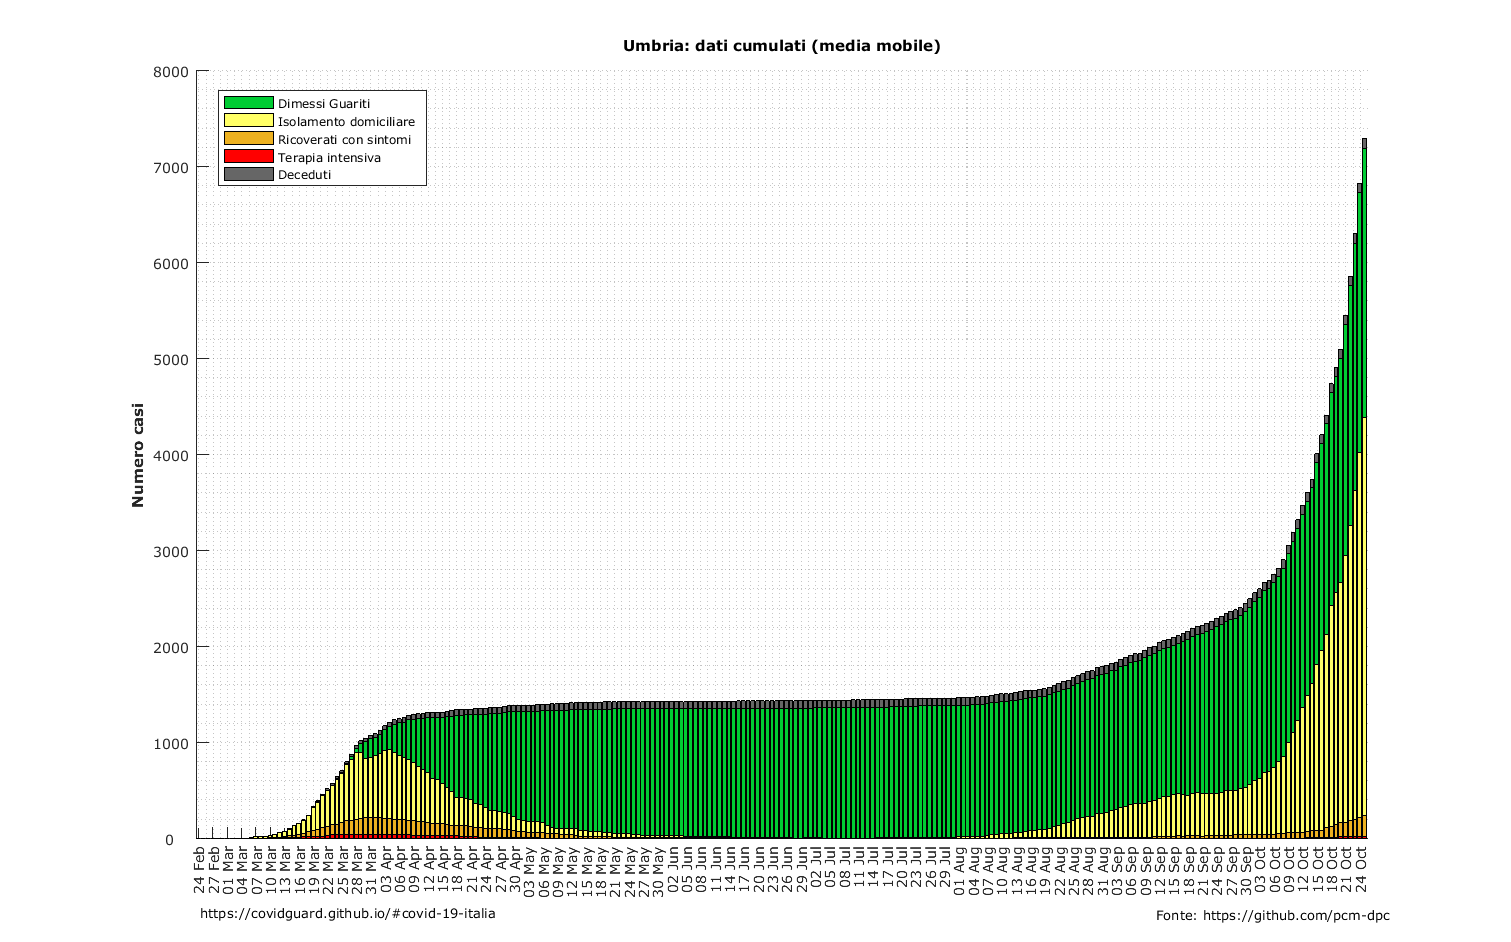 Umbria: dati cumulati (media mobile)
8000
7000
6000
5000
4000
3000
2000
1000
0
Numero casi
Dimessi Guariti
Isolamento domiciliare
Ricoverati con sintomi
Terapia intensiva
Deceduti
24 Feb
27 Feb
01 Mar
04 Mar
07 Mar
10 Mar
13 Mar
16 Mar
19 Mar
22 Mar
25 Mar
28 Mar
31 Mar
03 Apr
06 Apr
09 Apr
12 Apr
15 Apr
18 Apr
21 Apr
24 Apr
27 Apr
30 Apr
03 May
06 May
09 May
12 May
15 May
18 May
21 May
24 May
27 May
30 May
02 Jun
05 Jun
08 Jun
11 Jun
14 Jun
17 Jun
20 Jun
23 Jun
26 Jun
29 Jun
02 Jul
05 Jul
08 Jul
11 Jul
14 Jul
17 Jul
20 Jul
23 Jul
26 Jul
29 Jul
01 Aug
04 Aug
07 Aug
10 Aug
13 Aug
16 Aug
19 Aug
22 Aug
25 Aug
28 Aug
31 Aug
03 Sep
06 Sep
09 Sep
12 Sep
15 Sep
18 Sep
21 Sep
24 Sep
27 Sep
30 Sep
03 Oct
06 Oct
09 Oct
12 Oct
15 Oct
18 Oct
21 Oct
24 Oct
https://covidguard.github.io/#covid-19-italia
Fonte: https://github.com/pcm-dpc